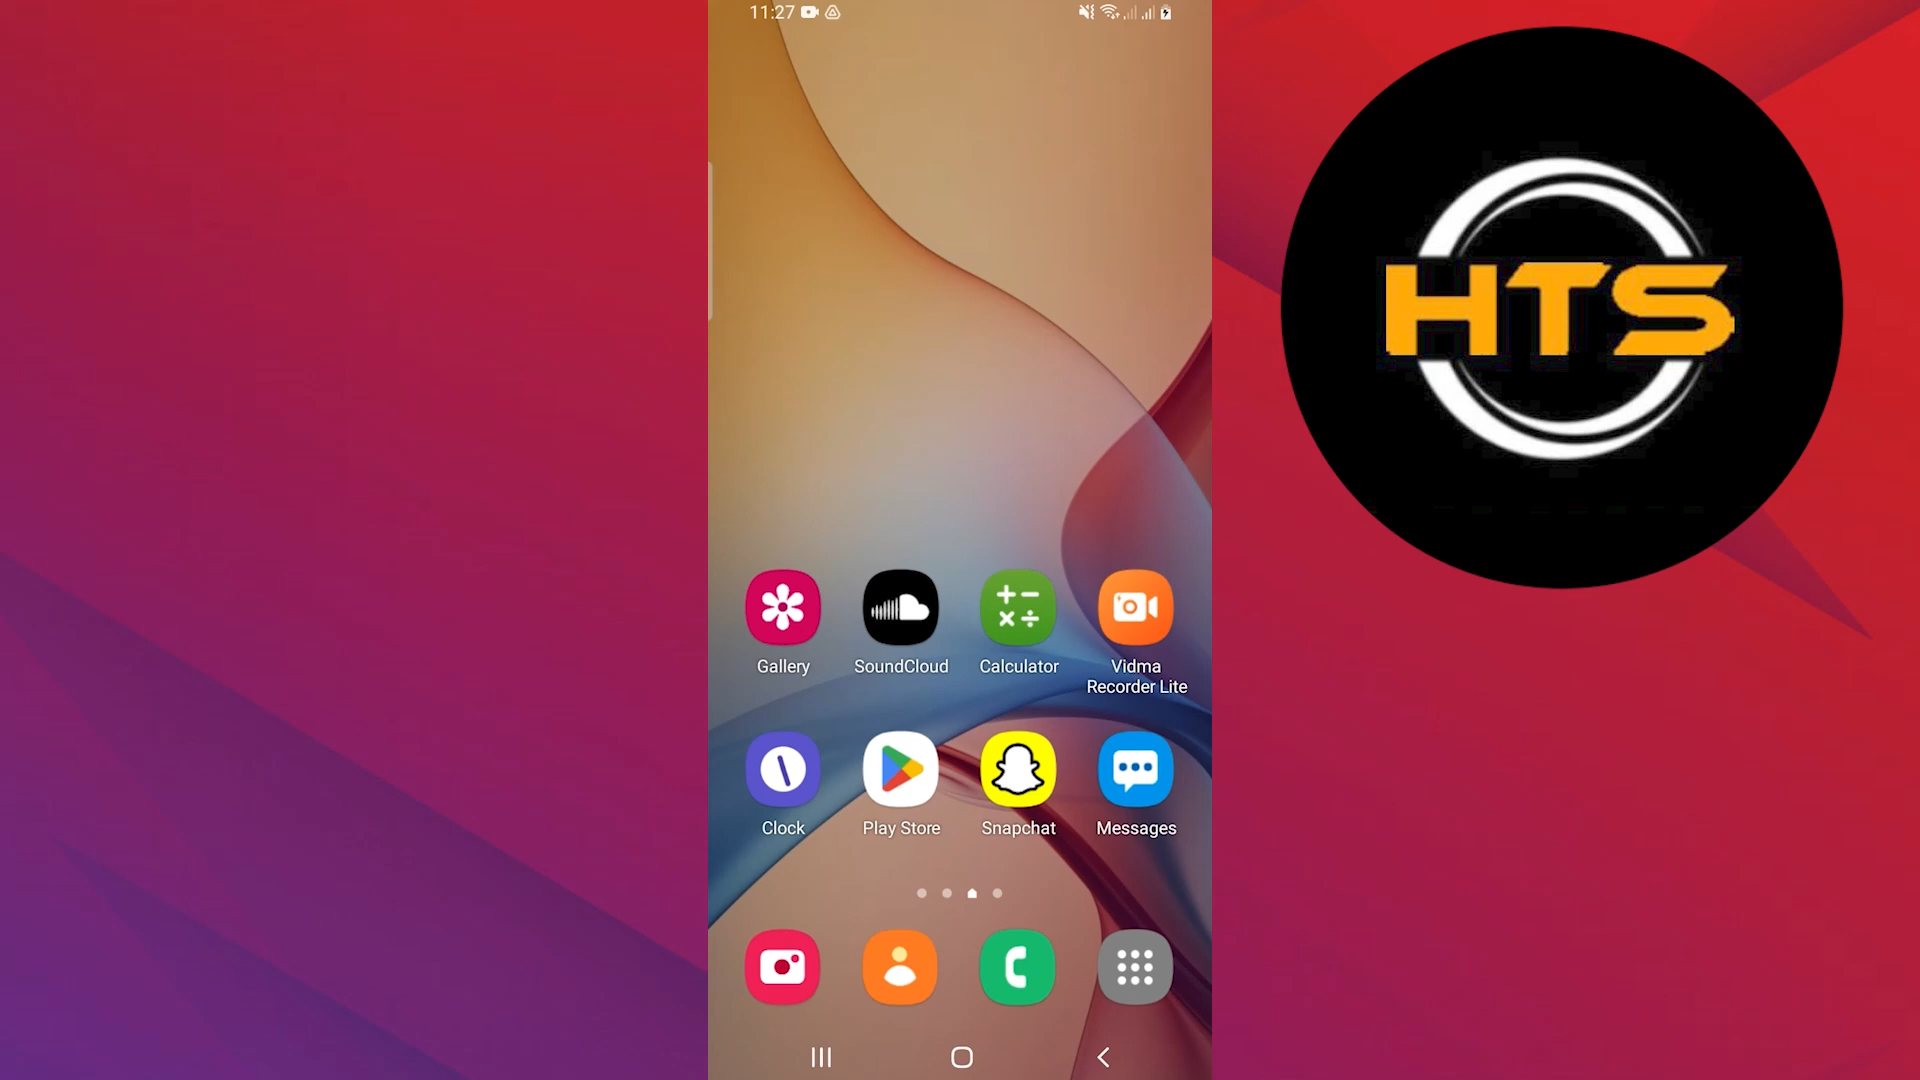 11:27
HTS
Gallery
SoundCloud
Calculator
Vidma
Recorder Lite
Clock
Play Store
Snapchat
Messages